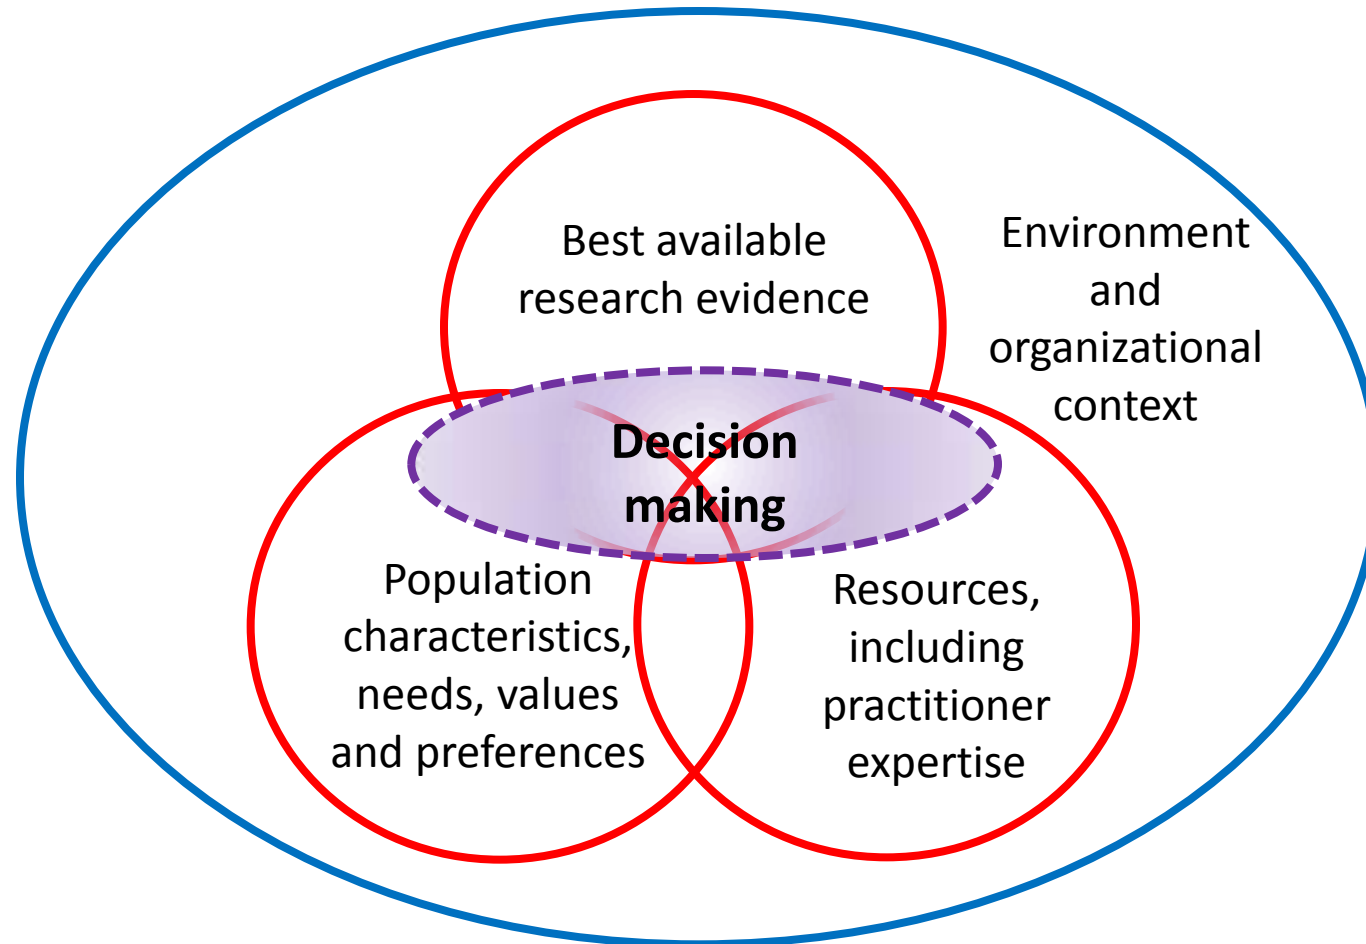 Best available
research evidence
Environment
and
organizational
context
Decision
making
Population
characteristics,
needs, values
and preferences
Resources,
including
practitioner
expertise